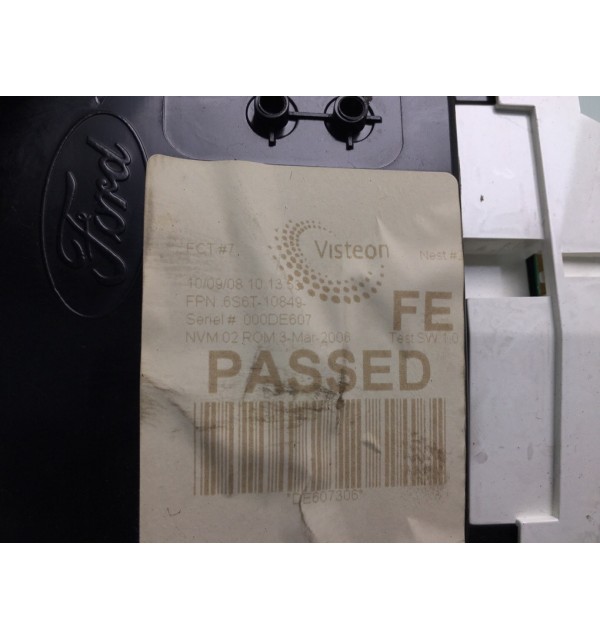 Ford
FCT #7,
Visteon
Nest #
10/09/08 10:13:53
FPN 6S6T-10849-
FE
Serial # 000DE607
NVM 02 ROM 3-Mar-2006
Test SW 1.0
PASSED
*DE607306*